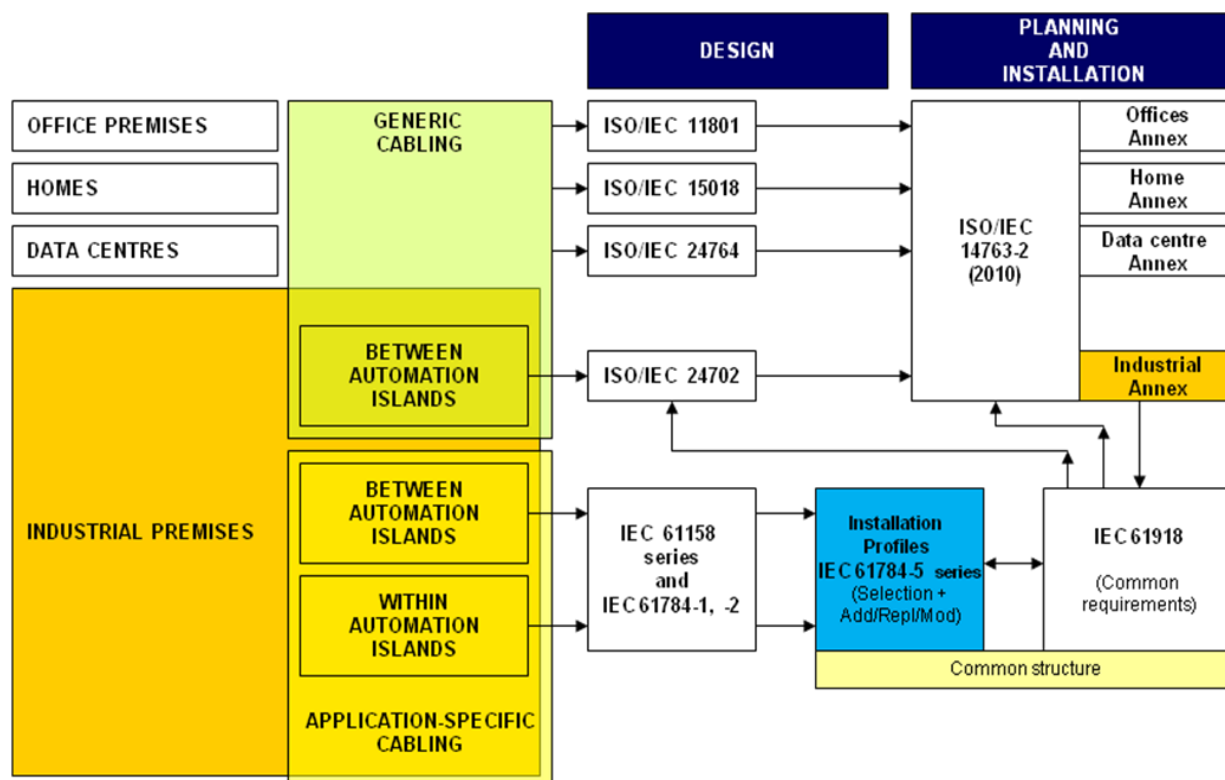 DESIGN
PLANNING
AND
INSTALLATION
OFFICE PREMISES
HOMES
DATA CENTRES
INDUSTRIAL PREMISES
GENERIC
CABLING
BETWEEN
AUTOMATION
ISLANDS
BETWEEN
AUTOMATION
ISLANDS
WITHIN
AUTOMATION
ISLANDS
APPLICATION-SPECIFIC
CABLING
ISO/IEC 11801
ISO/IEC 15018
ISO/IEC 24764
ISO/IEC 24702
IEC 61158
series
and
IEC 61784-1, -2
ISO/IEC
14763-2
(2010)
Offices
Annex
Home
Annex
Data centre
Annex
Industrial
Annex
Installation
Profiles
IEC 61784-5 series
(Selection +
Add/Repl/Mod)
IEC 61918
(Common
requirements)
Common structure